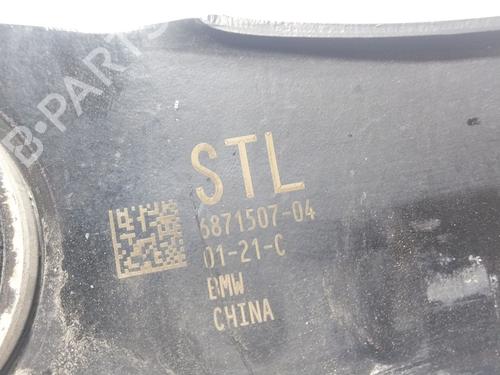 B-PARTS
STL
6871507-04
01-21-C
BMW
CHINA